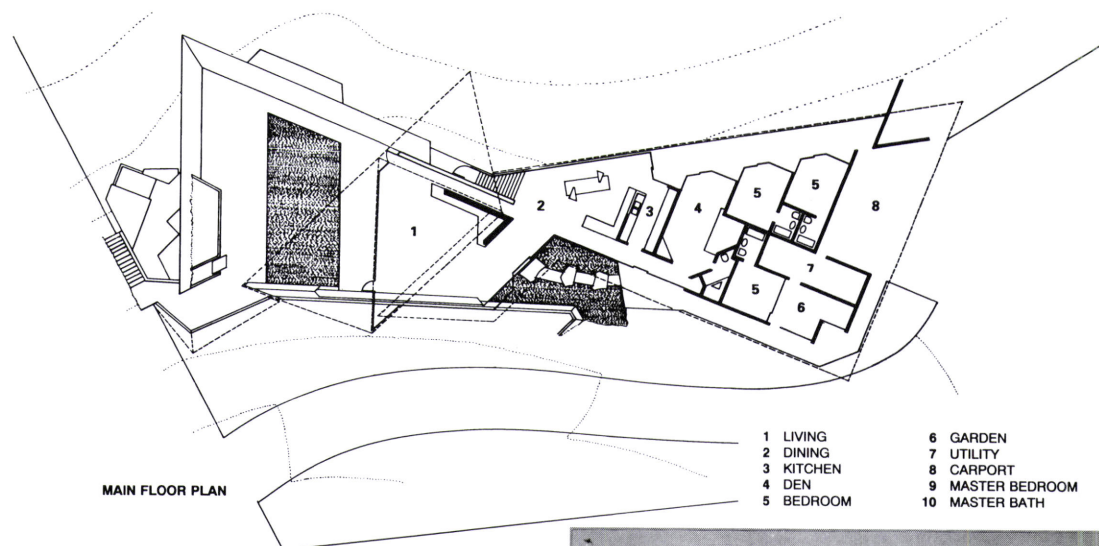 1
2
3
4
5
5
5
6
7
8
MAIN FLOOR PLAN
1 LIVING
2 DINING
3 KITCHEN
4 DEN
5 BEDROOM
6 GARDEN
7 UTILITY
8 CARPORT
9 MASTER BEDROOM
10 MASTER BATH